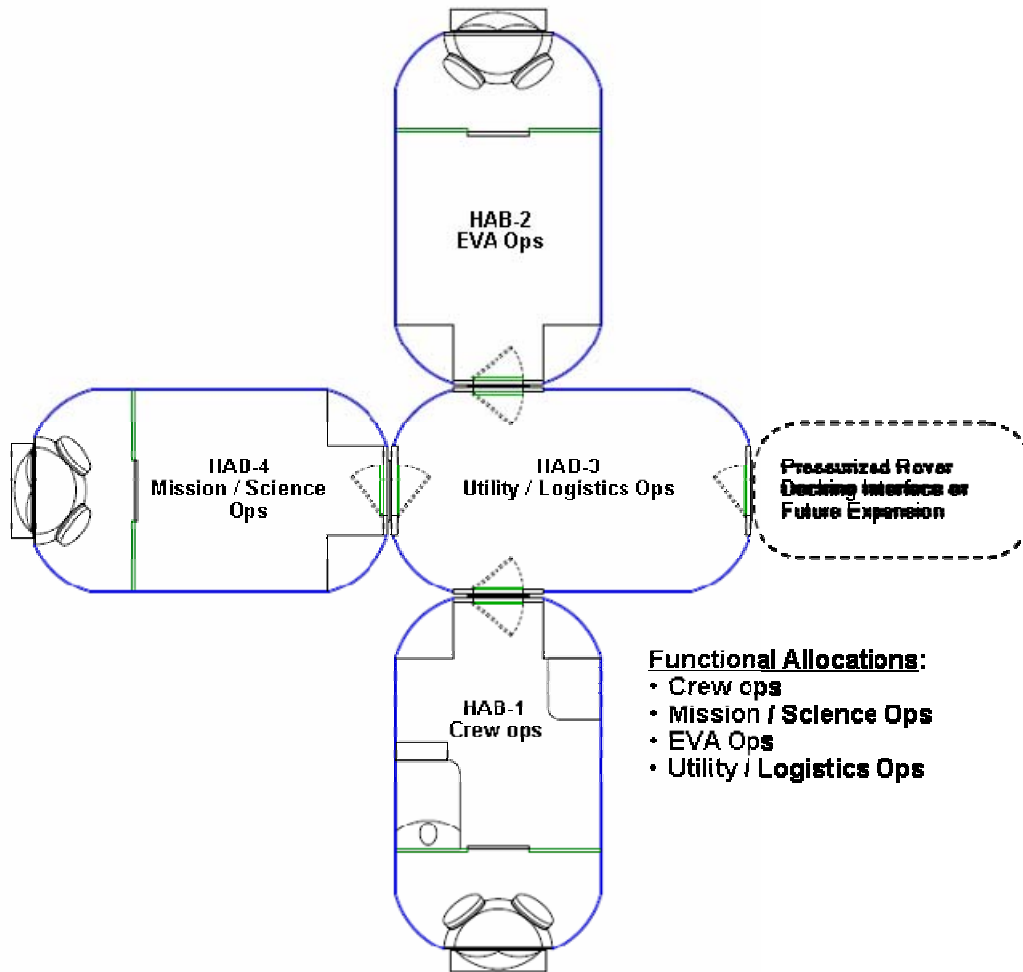 HAB-2
EVA Ops
HAB-4
Mission / Science
Ops
HAB-3
Utility / Logistics Ops
Pressurized Rover
Docking Interface or
Future Expansion
HAB-1
Crew ops
Functional Allocations:
• Crew ops
• Mission / Science Ops
• EVA Ops
• Utility / Logistics Ops